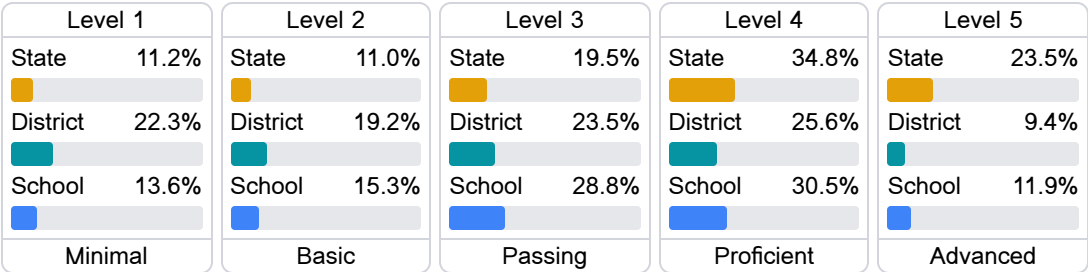 Level 1
State 11.2%
District 22.3%
School 13.6%
Minimal
Level 2
State 11.0%
District 19.2%
School 15.3%
Basic
Level 3
State 19.5%
District 23.5%
School 28.8%
Passing
Level 4
State 34.8%
District 25.6%
School 30.5%
Proficient
Level 5
State 23.5%
District 9.4%
School 11.9%
Advanced